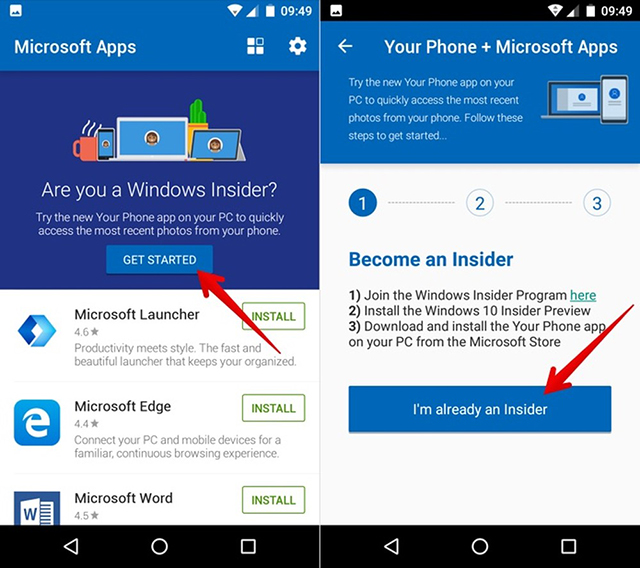 09:49
Microsoft Apps
Are you a Windows Insider?
Try the new Your Phone app on your PC to quickly
access the most recent photos from your phone.
GET STARTED
Microsoft Launcher
4.6★
Productivity meets style. The fast and
beautiful launcher that keeps your organized.
INSTALL
Microsoft Edge
4.4★
Connect your PC and mobile devices for a
familiar, continuous browsing experience.
INSTALL
Microsoft Word
4.5★
INSTALL
09:49
Your Phone + Microsoft Apps
Try the new Your Phone app on your
PC to quickly access the most recent
photos from your phone. Follow these
steps to get started...
1
2
3
Become an Insider
1) Join the Windows Insider Program here
2) Install the Windows 10 Insider Preview
3) Download and install the Your Phone app
on your PC from the Microsoft Store
I'm already an Insider